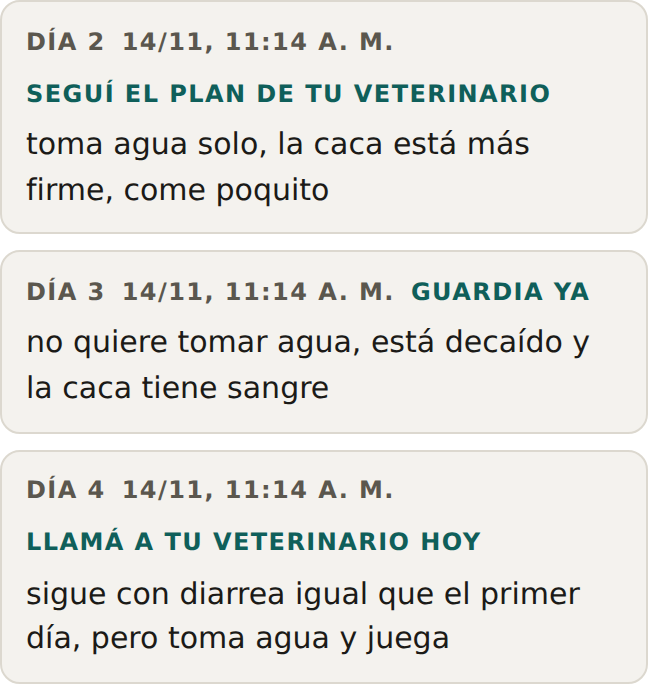 DÍA 2 14/11, 11:14 A. M.
SEGUÍ EL PLAN DE TU VETERINARIO
toma agua solo, la caca está más
firme, come poquito
DÍA 3 14/11, 11:14 A. M. GUARDIA YA
no quiere tomar agua, está decaído y
la caca tiene sangre
DÍA 4 14/11, 11:14 A. M.
LLAMÁ A TU VETERINARIO HOY
sigue con diarrea igual que el primer
día, pero toma agua y juega